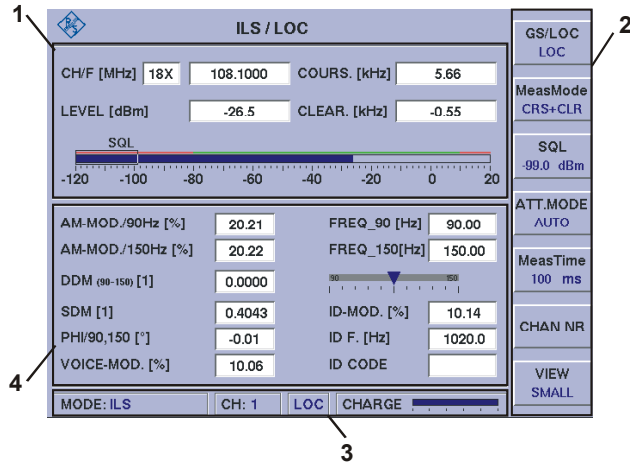 1
2
ILS / LOC
CH/F [MHz] 18X 108.1000 COURS. [kHz] 5.66
LEVEL [dBm] -26.5 CLEAR. [kHz] -0.55
SQL
-120 -100 -80 -60 -40 -20 0 20
AM-MOD./90Hz [%] 20.21 FREQ_90 [Hz] 90.00
AM-MOD./150Hz [%] 20.22 FREQ_150[Hz] 150.00
DDM (90-150) [1] 0.0000 90 150
SDM [1] 0.4043 ID-MOD. [%] 10.14
PHI/90,150 [°] -0.01 ID F. [Hz] 1020.0
VOICE-MOD. [%] 10.06 ID CODE
MODE: ILS CH: 1 LOC CHARGE
GS/LOC
LOC
MeasMode
CRS+CLR
SQL
-99.0 dBm
ATT.MODE
AUTO
MeasTime
100 ms
CHAN NR
VIEW
SMALL
4
3